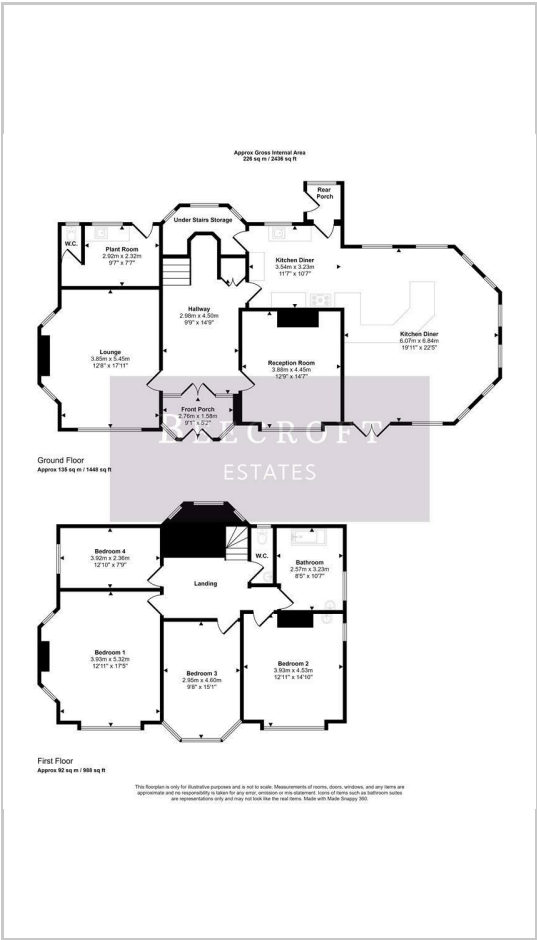 Approx Gross Internal Area
226 sq m / 2436 sq ft
Rear
Porch
Under Stairs Storage
W.C.
Plant Room
2.92m x 2.32m
9'7" x 7'7"
Kitchen Diner
3.54m x 3.23m
11'7" x 10'7"
Hallway
2.98m x 4.50m
9'9" x 14'9"
Kitchen Diner
6.07m x 6.84m
19'11" x 22'5"
Lounge
3.85m x 5.45m
12'8" x 17'11"
Reception Room
3.88m x 4.45m
12'9" x 14'7"
Front Porch
2.76m x 1.58m
9'1" x 5'2"
BEECROFT
ESTATES
Ground Floor
Approx 135 sq m / 1448 sq ft
Bedroom 4
3.92m x 2.36m
12'10" x 7'9"
W.C.
Bathroom
2.57m x 3.23m
8'5" x 10'7"
Landing
Bedroom 1
3.93m x 5.32m
12'11" x 17'5"
Bedroom 3
2.95m x 4.60m
9'8" x 15'1"
Bedroom 2
3.93m x 4.53m
12'11" x 14'10"
First Floor
Approx 92 sq m / 988 sq ft
This floorplan is only for illustrative purposes and is not to scale. Measurements of rooms, doors, windows, and any items are
approximate and no responsibility is taken for any error, omission or mis-statement. Icons of items such as bathroom suites
are representations only and may not look like the real items. Made with Made Snappy 360.